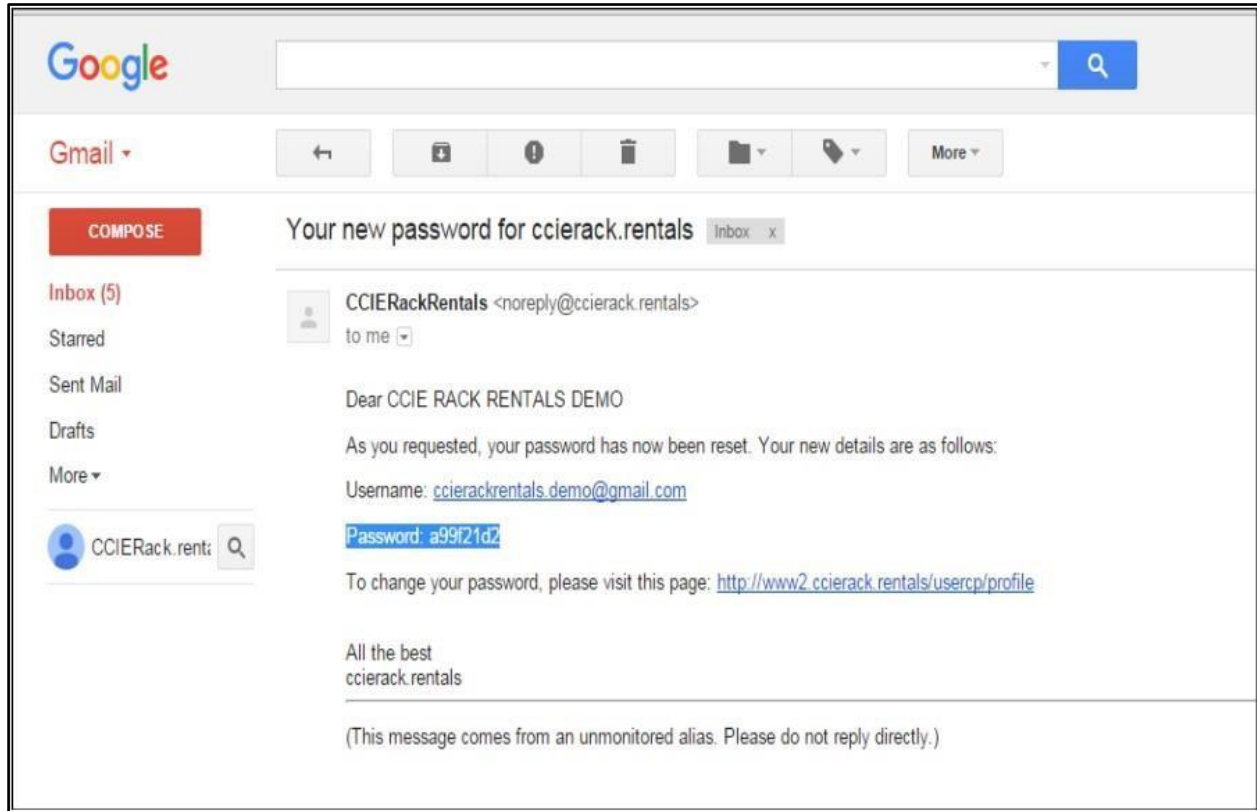 Google
Gmail
More
COMPOSE
Your new password for ccierack.rentals Inbox x
Inbox (5)
Starred
Sent Mail
Drafts
More
CCIERack.renta
CCIERackRentals <noreply@ccierack.rentals>
to me
Dear CCIE RACK RENTALS DEMO
As you requested, your password has now been reset. Your new details are as follows:
Username: ccierackrentals.demo@gmail.com
Password: a99f21d2
To change your password, please visit this page: http://www2.ccierack.rentals/usercp/profile
All the best
ccierack.rentals
(This message comes from an unmonitored alias. Please do not reply directly.)